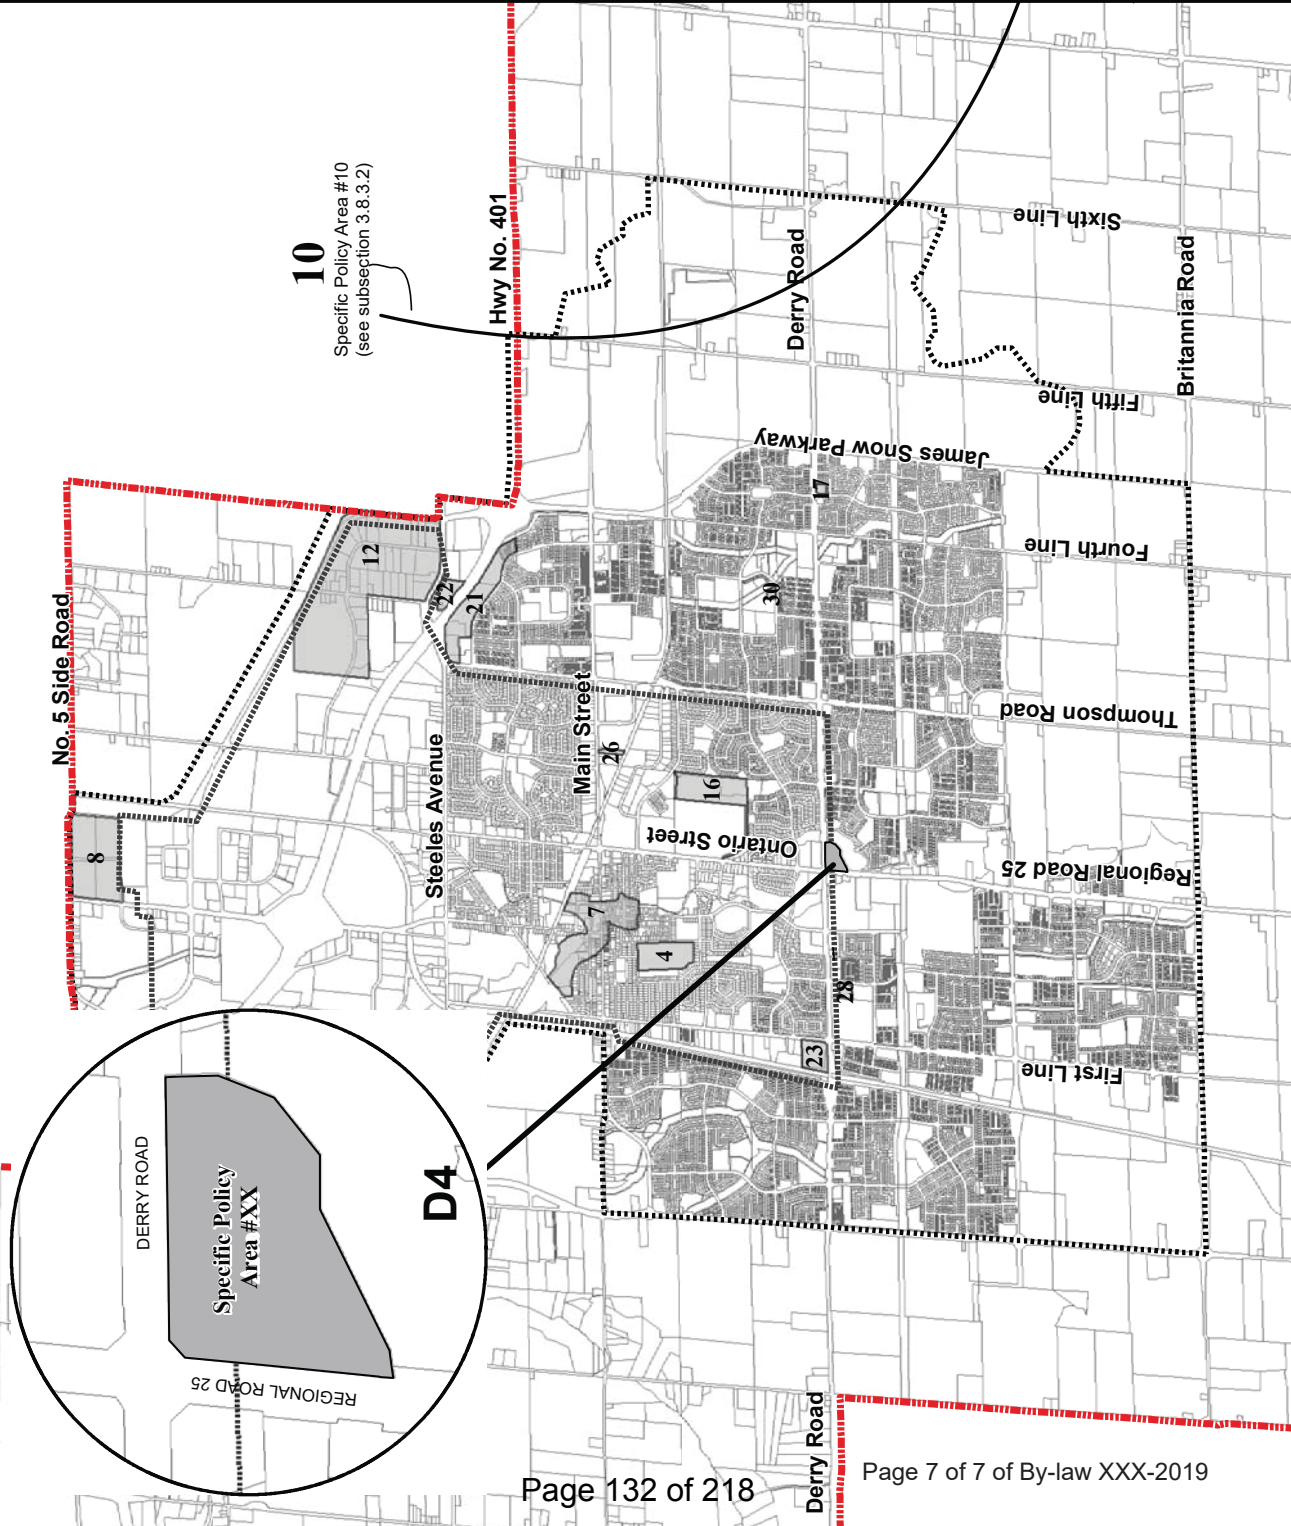 10
Specific Policy Area #10
(see subsection 3.8.3.2)
Hwy No. 401
No. 5 Side Road
Steeles Avenue
Main Street
Derry Road
Britannia Road
Sixth Line
Fifth Line
James Snow Parkway
Fourth Line
Thompson Road
Ontario Street
Regional Road 25
First Line
12
22
21
17
30
26
16
8
7
4
28
23
DERRY ROAD
Specific Policy
Area #XX
REGIONAL ROAD 25
D4
Derry Road
Page 132 of 218
Page 7 of 7 of By-law XXX-2019